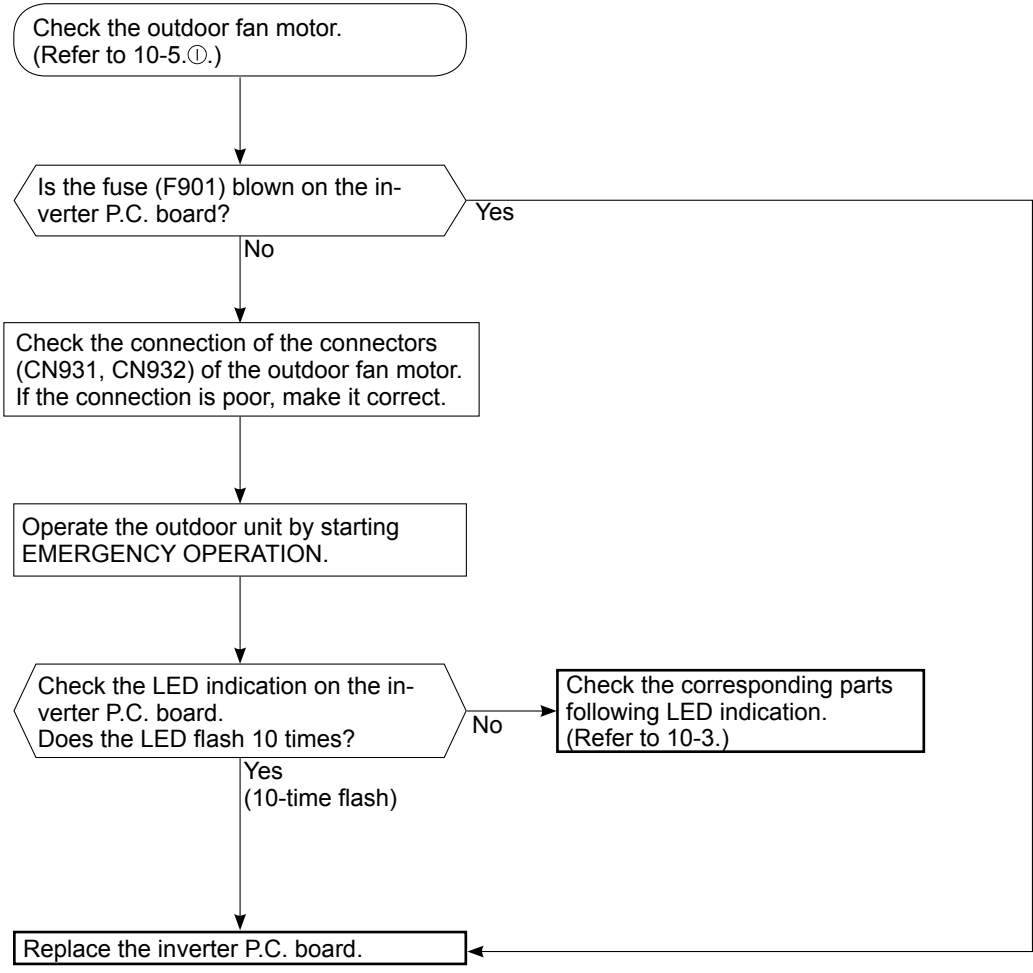 Check the outdoor fan motor.
(Refer to 10-5.Ⓘ.)
Is the fuse (F901) blown on the in-
verter P.C. board?
Yes
No
Check the connection of the connectors
(CN931, CN932) of the outdoor fan motor.
If the connection is poor, make it correct.
Operate the outdoor unit by starting
EMERGENCY OPERATION.
Check the LED indication on the in-
verter P.C. board.
Does the LED flash 10 times?
No
Check the corresponding parts
following LED indication.
(Refer to 10-3.)
Yes
(10-time flash)
Replace the inverter P.C. board.